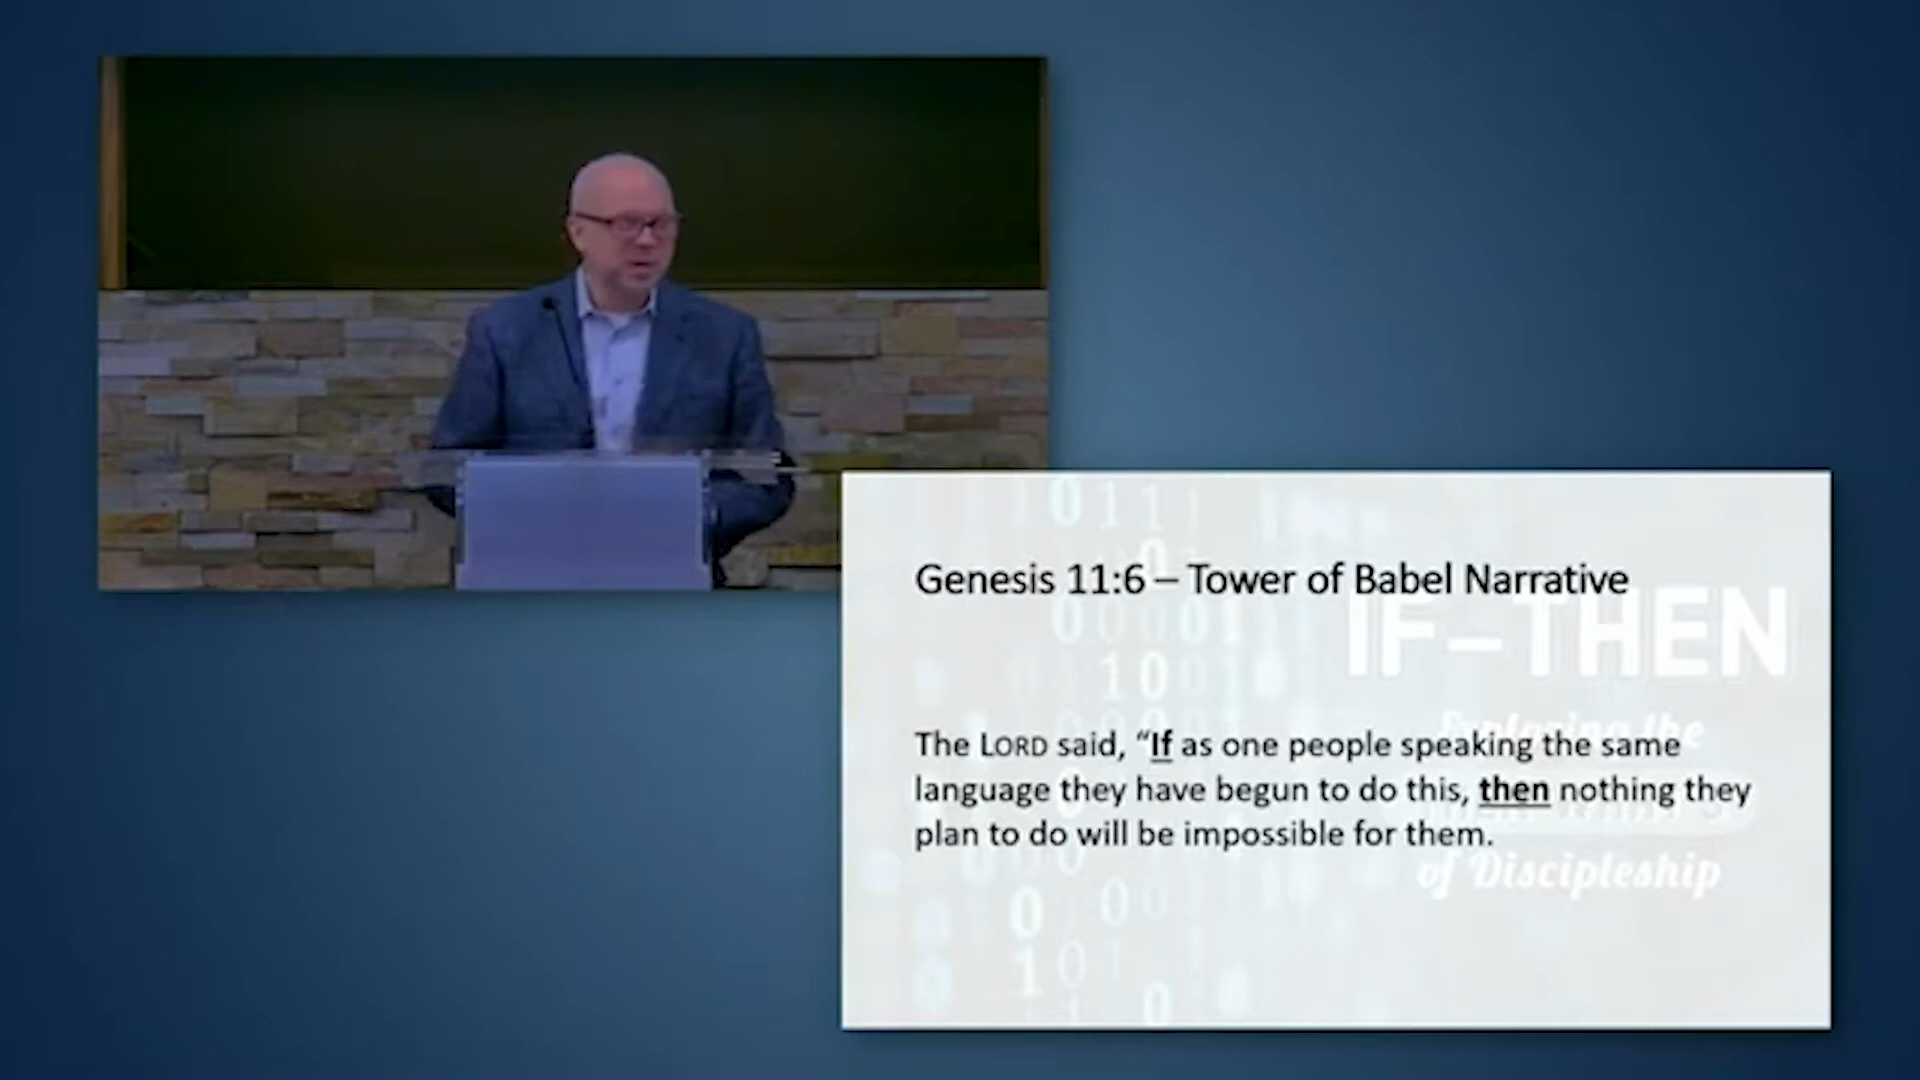 Genesis 11:6 – Tower of Babel Narrative
IF–THEN
Exploring the
The LORD said, “If as one people speaking the same
language they have begun to do this, then nothing they
plan to do will be impossible for them.
of Discipleship